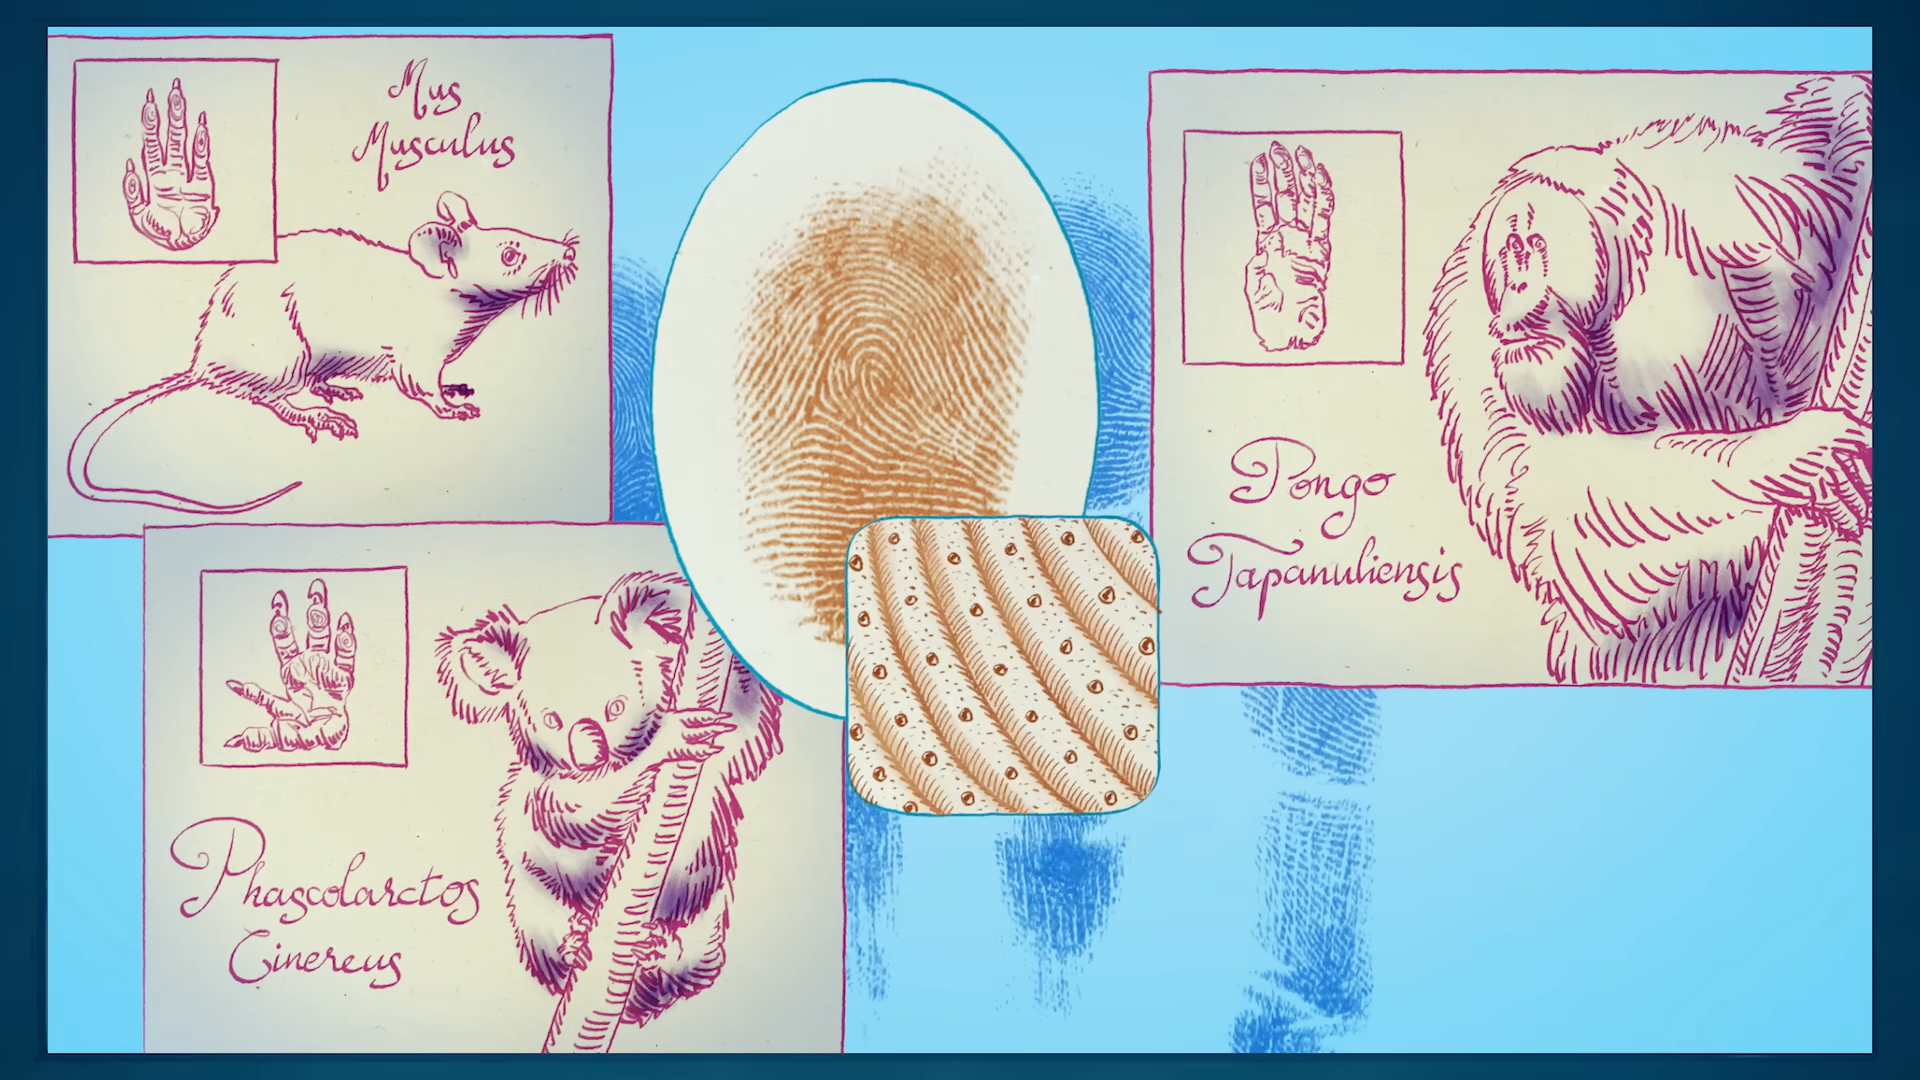 Mus
Musculus
Pongo
Tapanuliensis
Phascolarctos
Cinereus